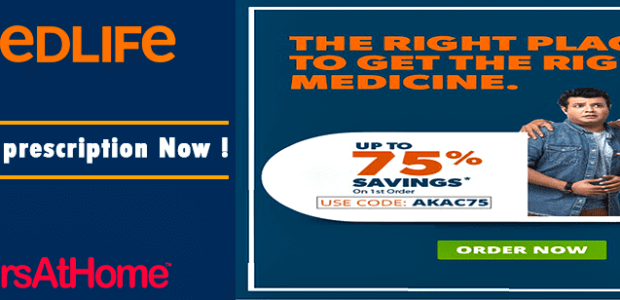 EDLIFE
prescription Now !
rsAtHome™
THE RIGHT PLAC
TO GET THE RIG
MEDICINE.
UP TO
75%
SAVINGS*
On 1st Order
USE CODE: AKAC75
ORDER NOW